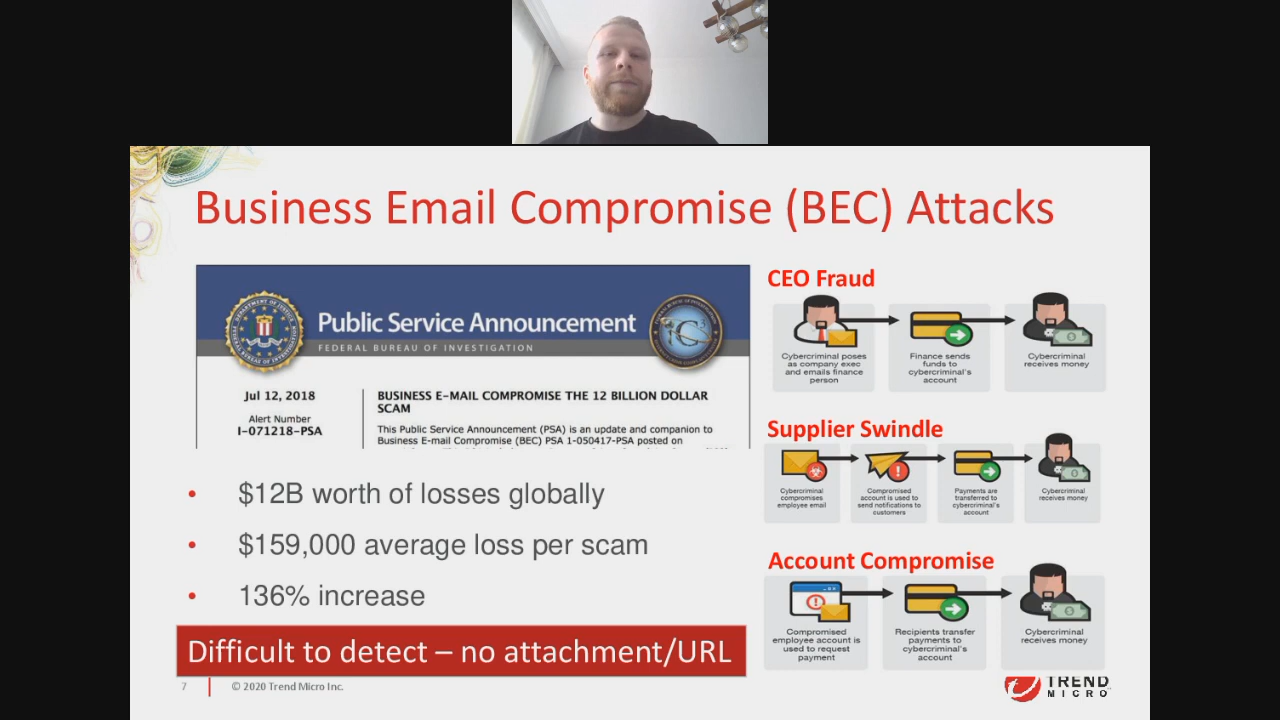 Business Email Compromise (BEC) Attacks
Public Service Announcement
FEDERAL BUREAU OF INVESTIGATION
Jul 12, 2018
Alert Number
I-071218-PSA
BUSINESS E-MAIL COMPROMISE THE 12 BILLION DOLLAR
SCAM
This Public Service Announcement (PSA) is an update and companion to
Business E-mail Compromise (BEC) PSA 1-050417-PSA posted on
• $12B worth of losses globally
• $159,000 average loss per scam
• 136% increase
Difficult to detect – no attachment/URL
CEO Fraud
Cybercriminal poses
as company exec
and emails finance
person
Finance sends
funds to
cybercriminal's
account
Cybercriminal
receives money
Supplier Swindle
Cybercriminal
compromises
employee email
Compromised
account is used to
send notifications to
customers
Payments are
transferred to
cybercriminal's
account
Cybercriminal
receives money
Account Compromise
Compromised
employee account is
used to request
payment
Recipients transfer
payments to
cybercriminal's
account
Cybercriminal
receives money
7
© 2020 Trend Micro Inc.
TREND
MICRO